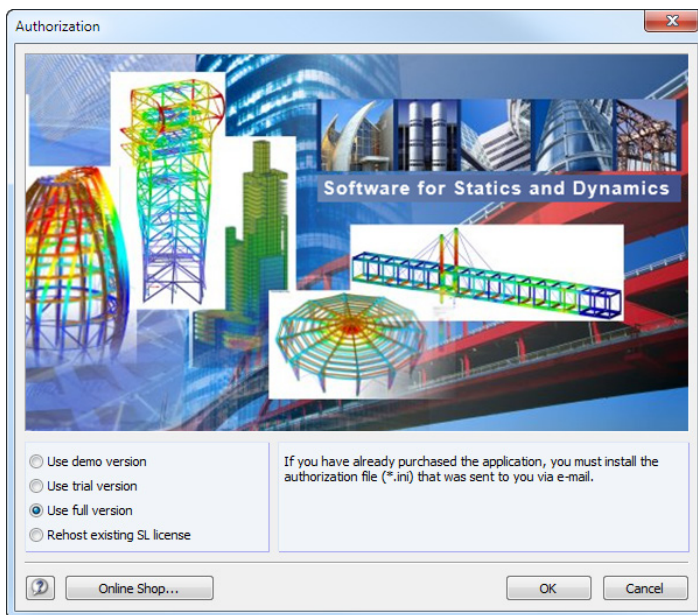 Authorization
Software for Statics and Dynamics
Use demo version
Use trial version
Use full version
Rehost existing SL license
If you have already purchased the application, you must install the
authorization file (*.ini) that was sent to you via e-mail.
Online Shop...
OK
Cancel